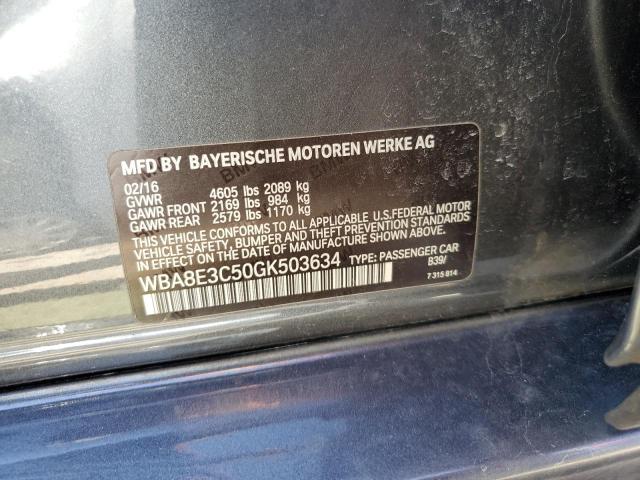 MFD BY BAYERISCHE MOTOREN WERKE AG
02/16
GVWR 4605 lbs 2089 kg
GAWR FRONT 2169 lbs 984 kg
GAWR REAR 2579 lbs 1170 kg
THIS VEHICLE CONFORMS TO ALL APPLICABLE U.S.FEDERAL MOTOR
VEHICLE SAFETY, BUMPER AND THEFT PREVENTION STANDARDS
IN EFFECT ON THE DATE OF MANUFACTURE SHOWN ABOVE.
WBA8E3C50GK503634 TYPE: PASSENGER CAR
B39/
7 315 814